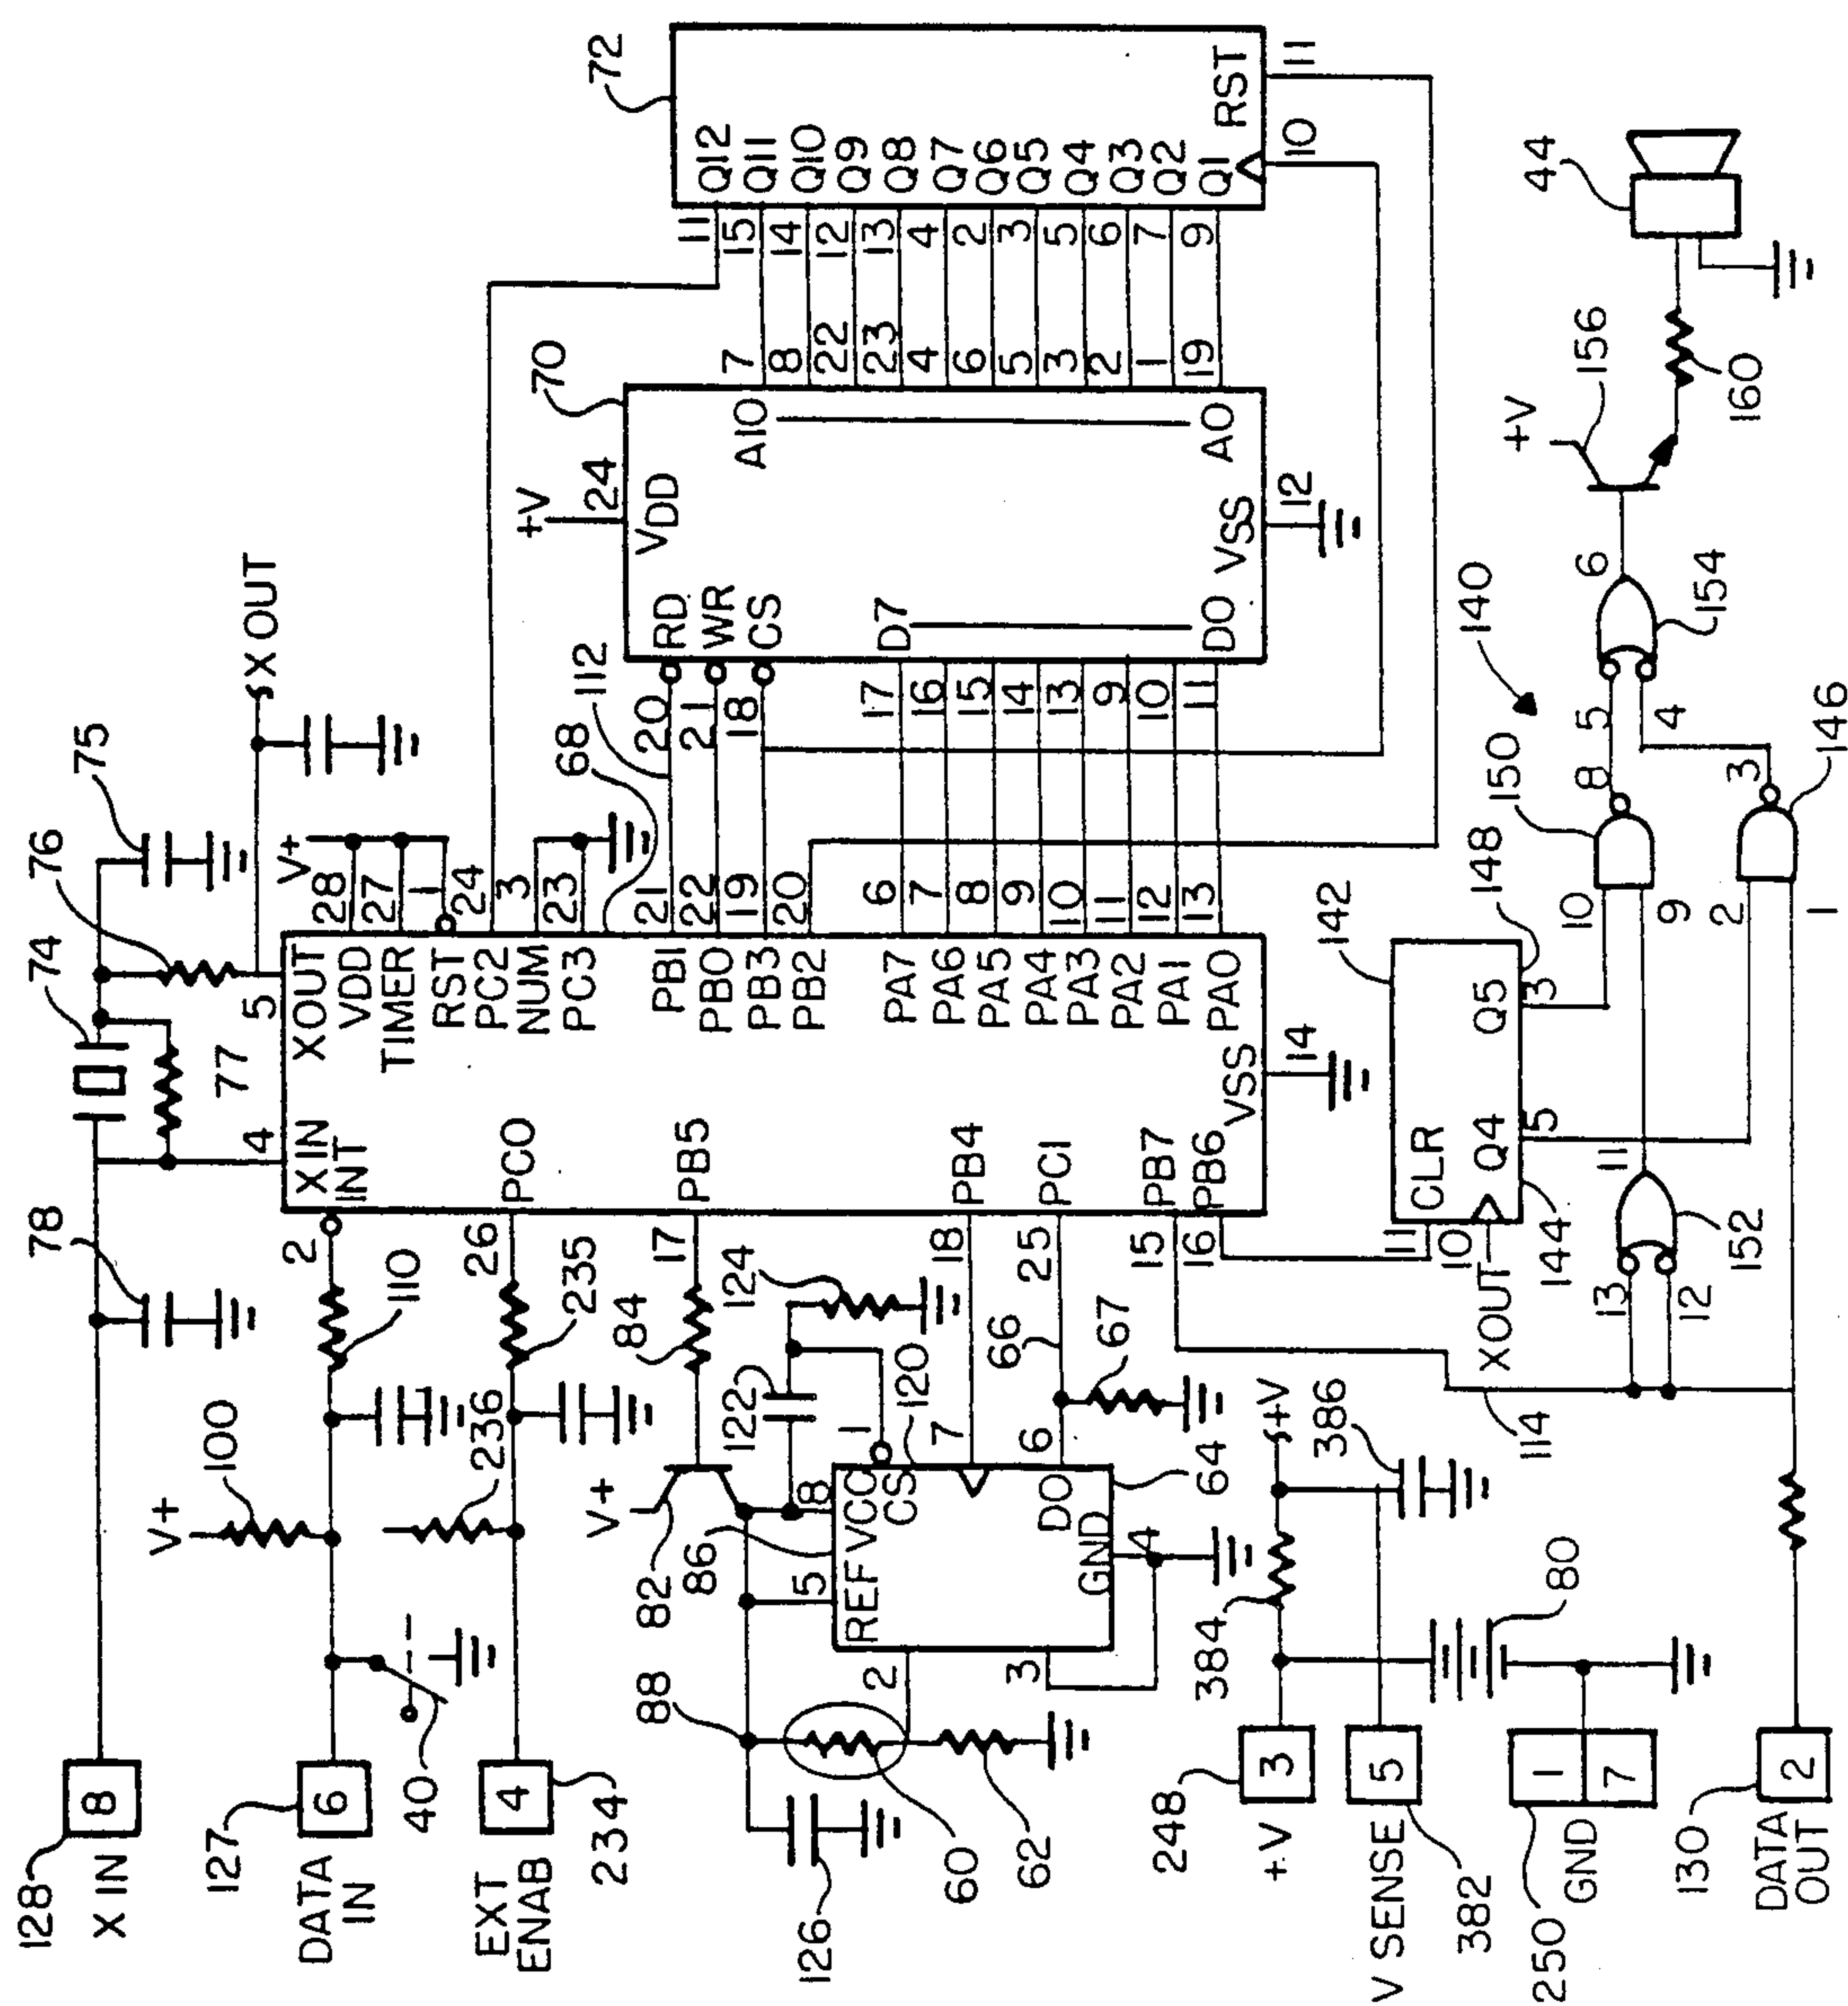 128
8
X IN
78
74
76
75
77
4
5
X OUT
127
6
DATA
IN
40
V+
100
110
2
234
4
EXT
ENAB
236
235
26
XIN
INT
PC0
PB5
PB4
PC1
PB7
PB6
VSS
14
XOUT
VDD
TIMER
RST
PC2
NUM
PC3
PB1
PB0
PB3
PB2
PA7
PA6
PA5
PA4
PA3
PA2
PA1
PA0
V+
28
27
1
24
3
23
21
22
19
20
6
7
8
9
10
11
12
13
68
112
20
21
18
17
16
15
14
13
9
10
11
70
+V
24
VDD
RD
WR
CS
D7
D0
A10
A0
VSS
12
7
8
22
23
4
6
5
3
2
1
19
72
11
15
14
12
13
4
2
3
5
6
7
9
Q12
Q11
Q10
Q9
Q8
Q7
Q6
Q5
Q4
Q3
Q2
Q1
RST
10
11
17
84
V+
82
86
88
126
60
62
122
124
120
1
8
5
REF
VCC
CS
DO
GND
4
2
3
7
6
64
18
25
66
67
15
16
114
248
3
+V
384
+V
386
382
5
V SENSE
80
250
1
7
GND
130
2
DATA
OUT
142
CLR
Q4
Q5
11
10
XOUT
144
5
3
148
13
12
11
152
10
9
8
150
2
1
3
146
140
5
4
6
154
+V
156
160
44